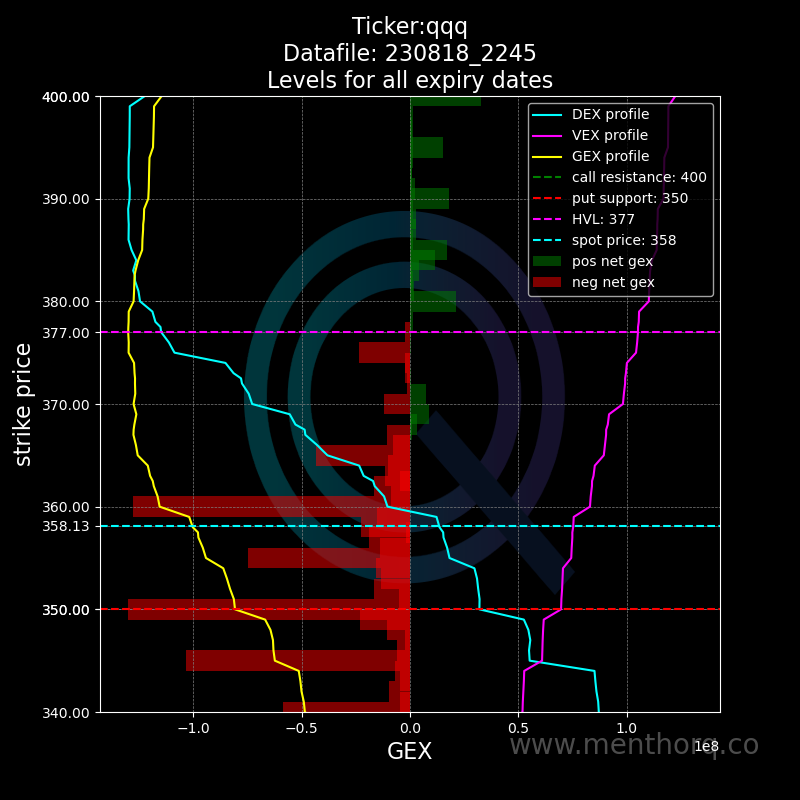 Ticker:qqq
Datafile: 230818_2245
Levels for all expiry dates
400.00
390.00
380.00
377.00
370.00
360.00
358.13
350.00
340.00
strike price
DEX profile
VEX profile
GEX profile
call resistance: 400
put support: 350
HVL: 377
spot price: 358
pos net gex
neg net gex
−1.0 −0.5 0.0 0.5 1.0
1e8
GEX
www.menthorq.co